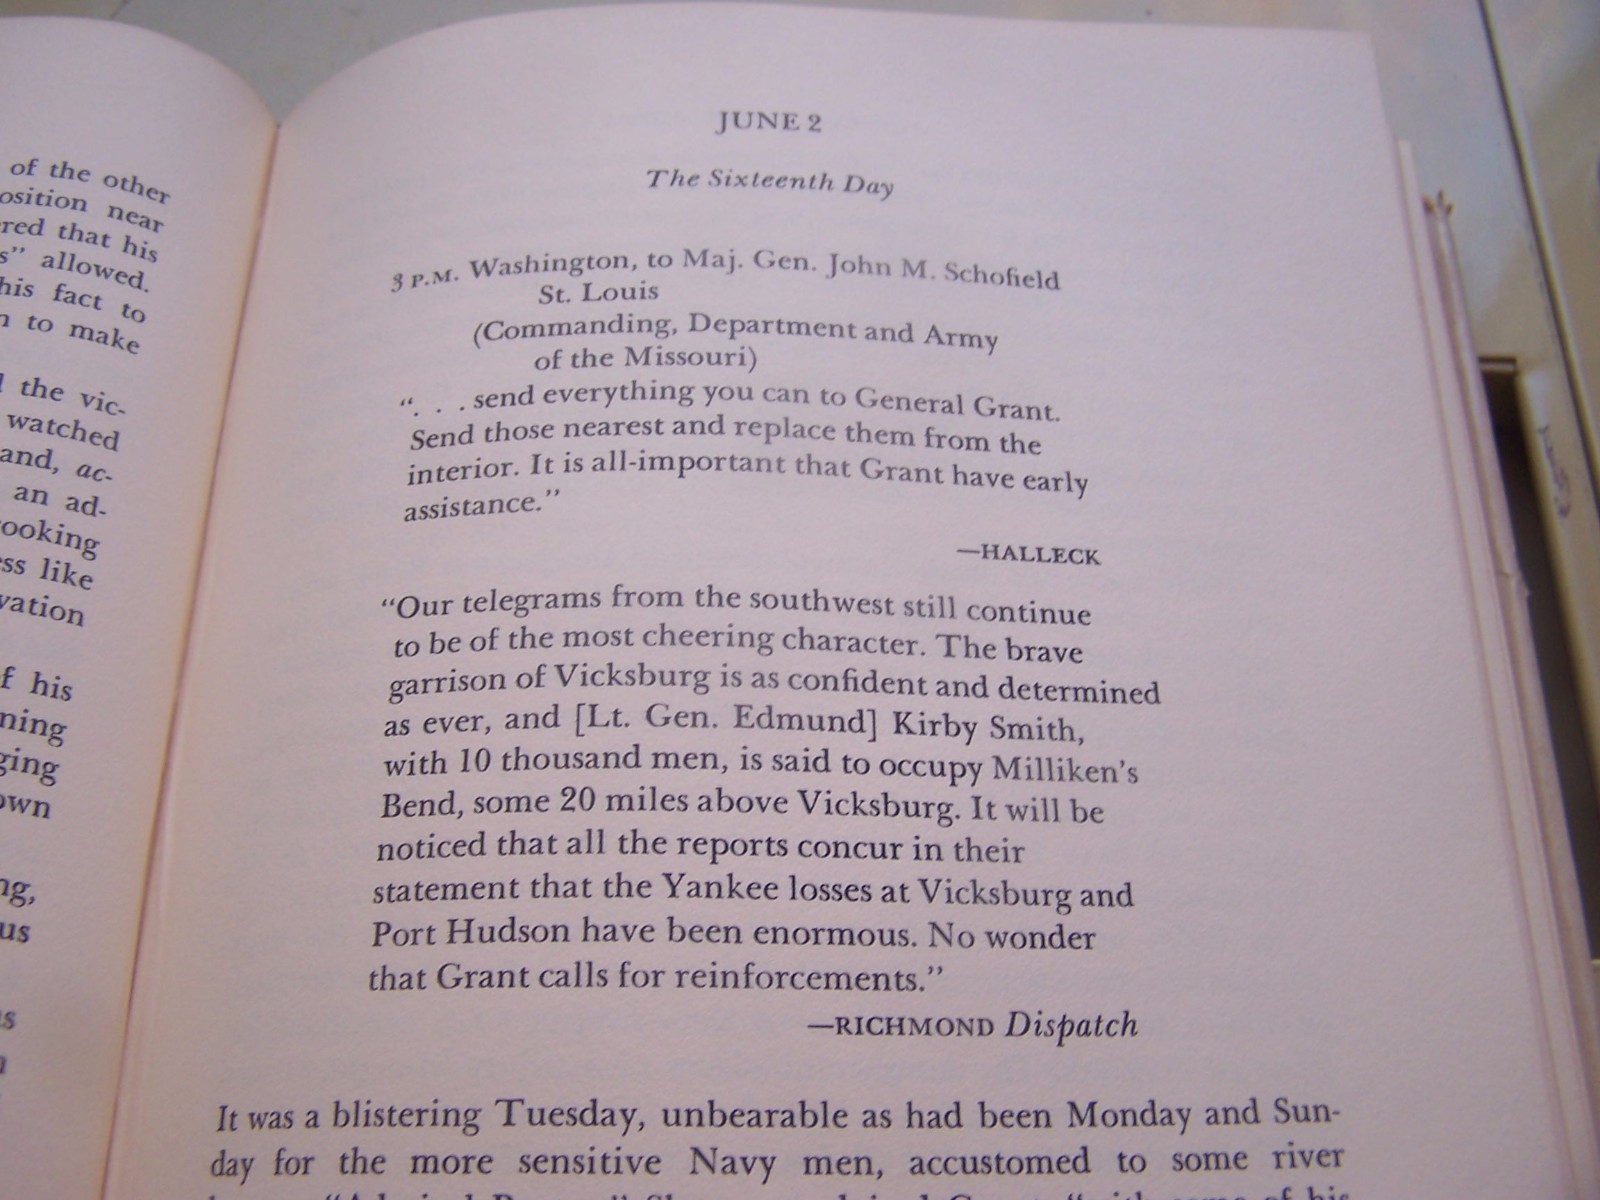 of the other
osition near
red that his
s" allowed.
his fact to
n to make
the vic-
watched
and, ac-
an ad-
ooking
ss like
vation
f his
ning
ging
own
ng,
us
JUNE 2
The Sixteenth Day
3 P.M. Washington, to Maj. Gen. John M. Schofield
St. Louis
(Commanding, Department and Army
of the Missouri)
". . . send everything you can to General Grant.
Send those nearest and replace them from the
interior. It is all-important that Grant have early
assistance."
—HALLECK
"Our telegrams from the southwest still continue
to be of the most cheering character. The brave
garrison of Vicksburg is as confident and determined
as ever, and [Lt. Gen. Edmund] Kirby Smith,
with 10 thousand men, is said to occupy Milliken's
Bend, some 20 miles above Vicksburg. It will be
noticed that all the reports concur in their
statement that the Yankee losses at Vicksburg and
Port Hudson have been enormous. No wonder
that Grant calls for reinforcements."
—RICHMOND Dispatch
It was a blistering Tuesday, unbearable as had been Monday and Sun-
day for the more sensitive Navy men, accustomed to some river